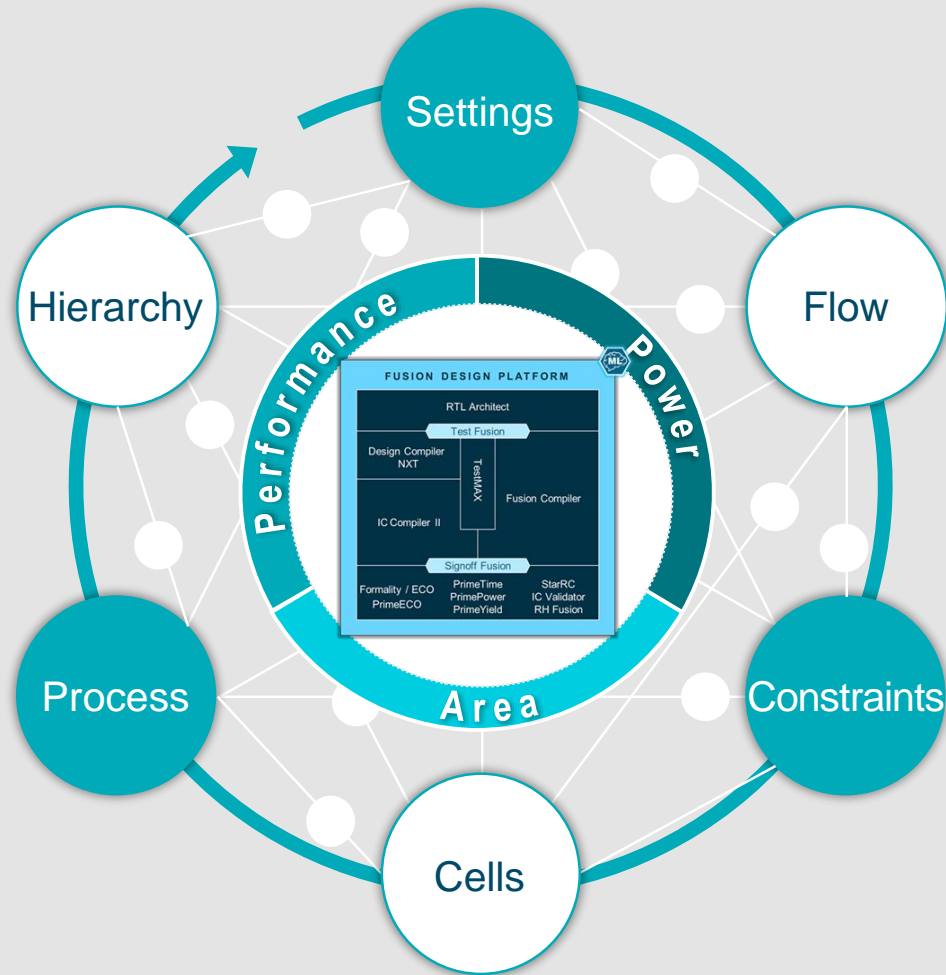 Settings
Hierarchy
Flow
Performance
Power
ML
FUSION DESIGN PLATFORM
RTL Architect
Test Fusion
Design Compiler
NXT
TestMAX
Fusion Compiler
IC Compiler II
Signoff Fusion
Formality / ECO
PrimeECO
PrimeTime
PrimePower
PrimeYield
StarRC
IC Validator
RH Fusion
Process
Area
Constraints
Cells